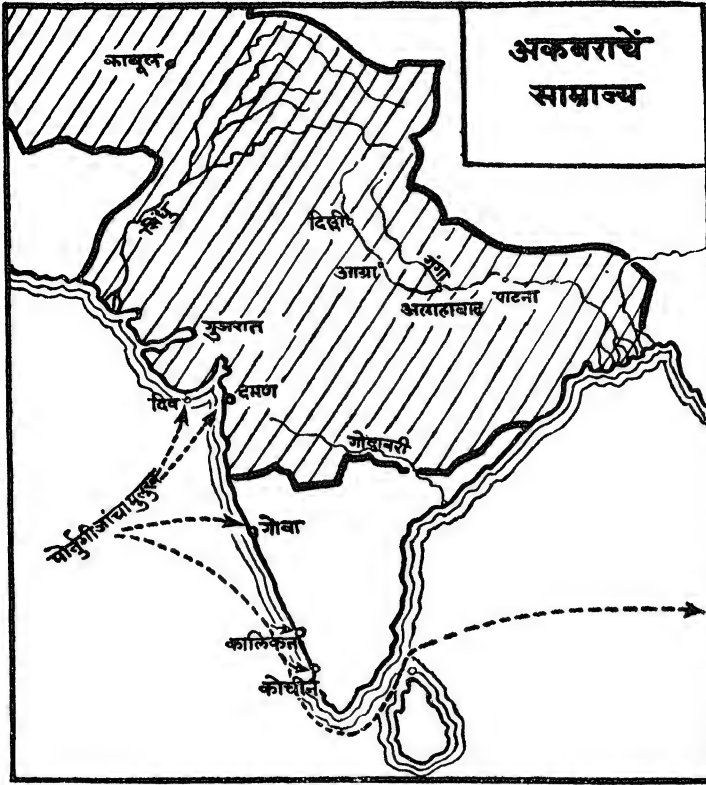 अकबराचें
साम्राज्य
काबूल
सिंधु
दिल्ली
आग्रा
गंगा
अलाहाबाद
पाटना
गुजरात
दिव
दमण
गोदावरी
पोर्तुगीजांचा मुलुख
गोवा
कालिकत
कोचीन